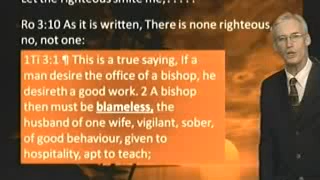 Let the righteous smite me, ! ! ! ! !
Ro 3:10 As it is written, There is none righteous,
no, not one:
1Ti 3:1 ¶ This is a true saying, If a
man desire the office of a bishop, he
desireth a good work. 2 A bishop
then must be blameless, the
husband of one wife, vigilant, sober,
of good behaviour, given to
hospitality, apt to teach;